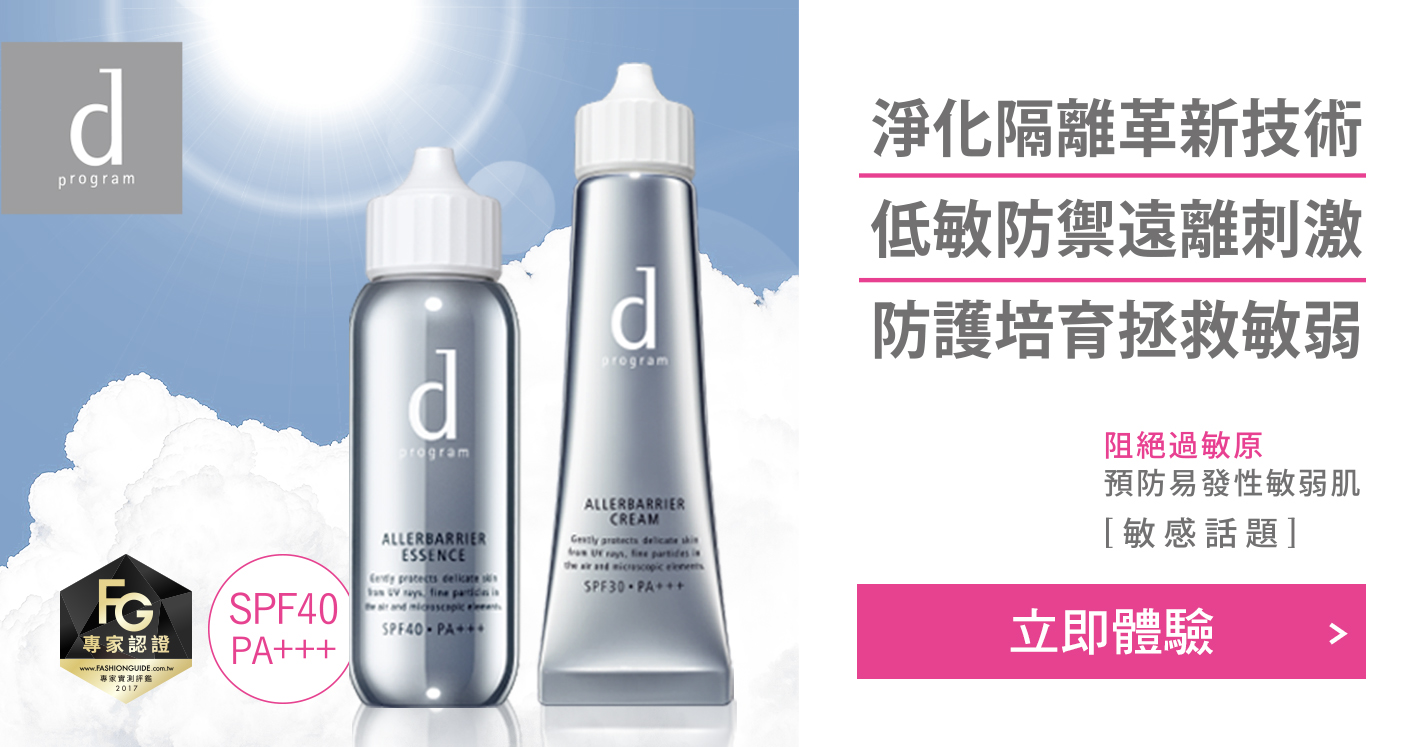 d
program
d
program
ALLERBARRIER
ESSENCE
Gently protects delicate skin
from UV rays, fine particles in
the air and microscopic elements.
SPF40・PA+++
d
program
ALLERBARRIER
CREAM
Gently protects delicate skin
from UV rays, fine particles in
the air and microscopic elements.
SPF30・PA+++
FG
專家認證
www.FASHIONGUIDE.com.tw
專家實測評鑑
2017
SPF40
PA+++
淨化隔離革新技術
低敏防禦遠離刺激
防護培育拯救敏弱
阻絕過敏原
預防易發性敏弱肌
[敏感話題]
立即體驗 >